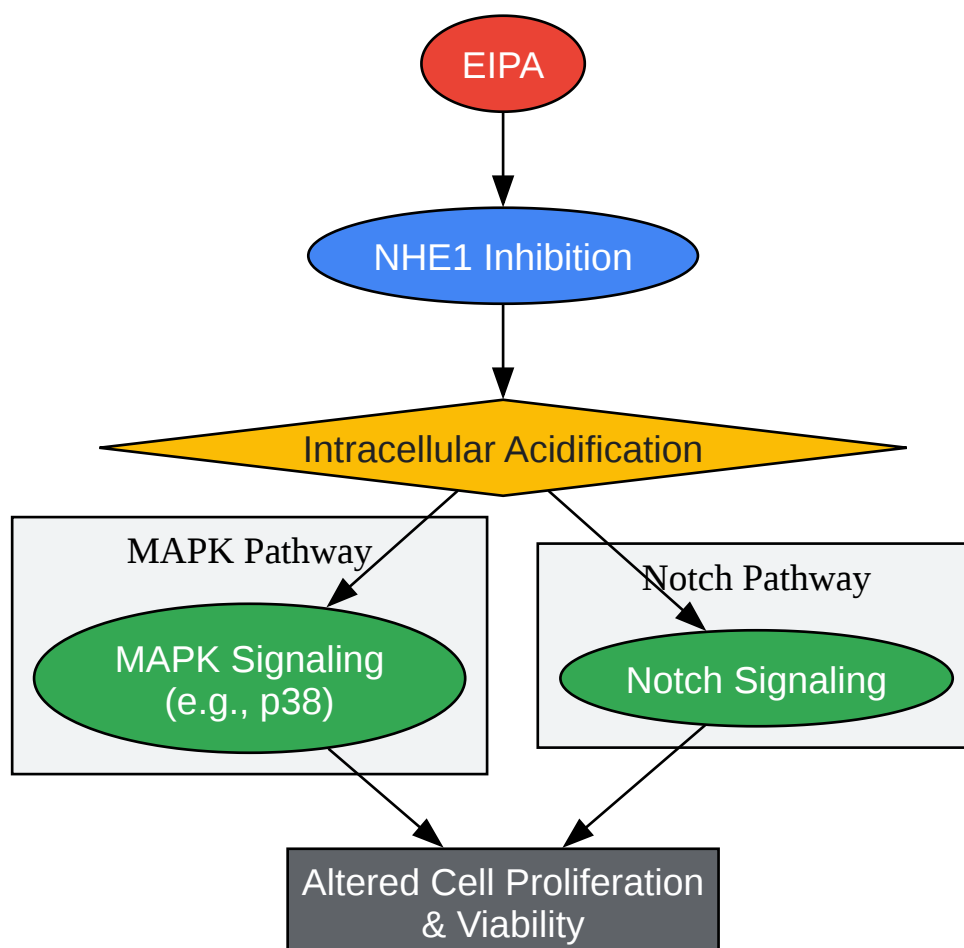 EIPA
NHE1 Inhibition
Intracellular Acidification
MAPK Pathway
Notch Pathway
MAPK Signaling
(e.g., p38)
Notch Signaling
Altered Cell Proliferation
& Viability